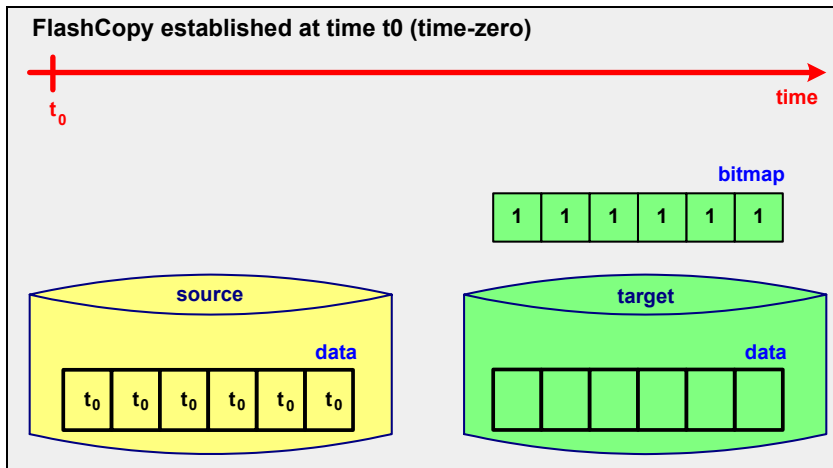 FlashCopy established at time t0 (time-zero)
time
t0
bitmap
1 1 1 1 1 1
source
target
data
data
t0 t0 t0 t0 t0 t0